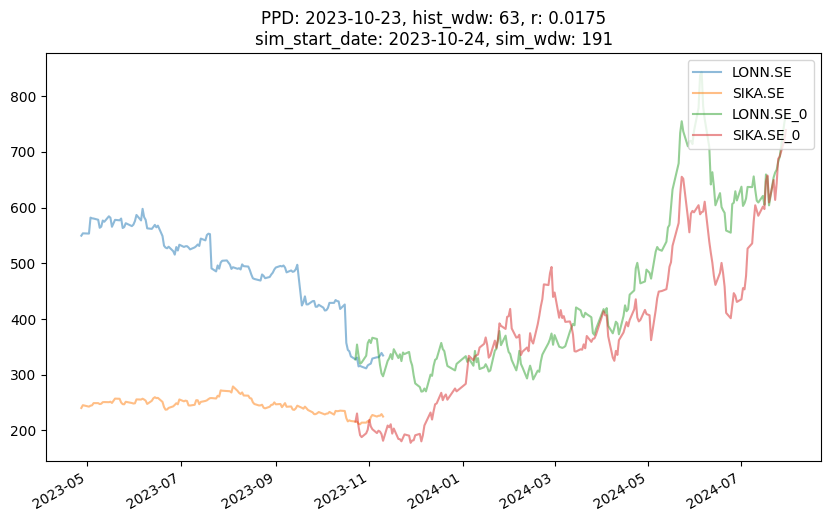 PPD: 2023-10-23, hist_wdw: 63, r: 0.0175
sim_start_date: 2023-10-24, sim_wdw: 191
LONN.SE
SIKA.SE
LONN.SE_0
SIKA.SE_0
800
700
600
500
400
300
200
2023-05
2023-07
2023-09
2023-11
2024-01
2024-03
2024-05
2024-07